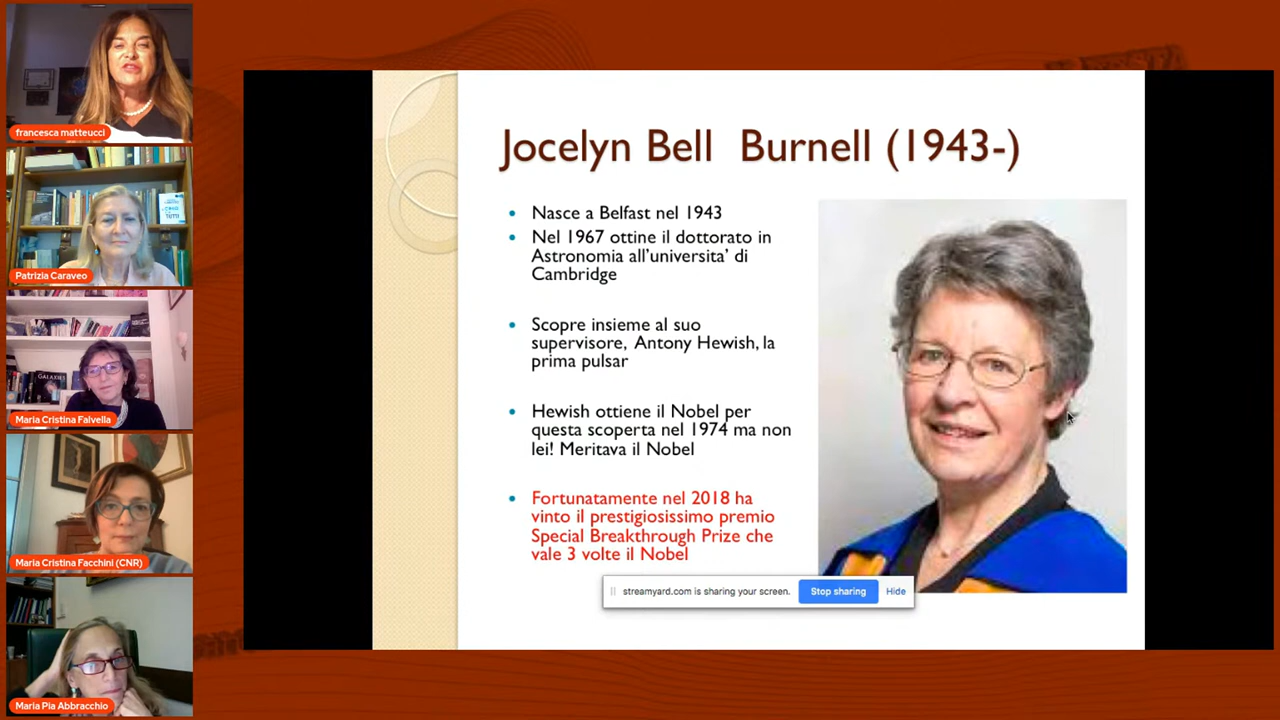 francesca matteucci
Patrizia Caraveo
Maria Cristina Falvella
Maria Cristina Facchini (CNR)
Maria Pia Abbracchio
Jocelyn Bell Burnell (1943-)
• Nasce a Belfast nel 1943
• Nel 1967 ottine il dottorato in
Astronomia all'universita' di
Cambridge
• Scopre insieme al suo
supervisore, Antony Hewish, la
prima pulsar
• Hewish ottiene il Nobel per
questa scoperta nel 1974 ma non
lei! Meritava il Nobel
• Fortunatamente nel 2018 ha
vinto il prestigiosissimo premio
Special Breakthrough Prize che
vale 3 volte il Nobel
streamyard.com is sharing your screen. Stop sharing Hide
GALAXIES